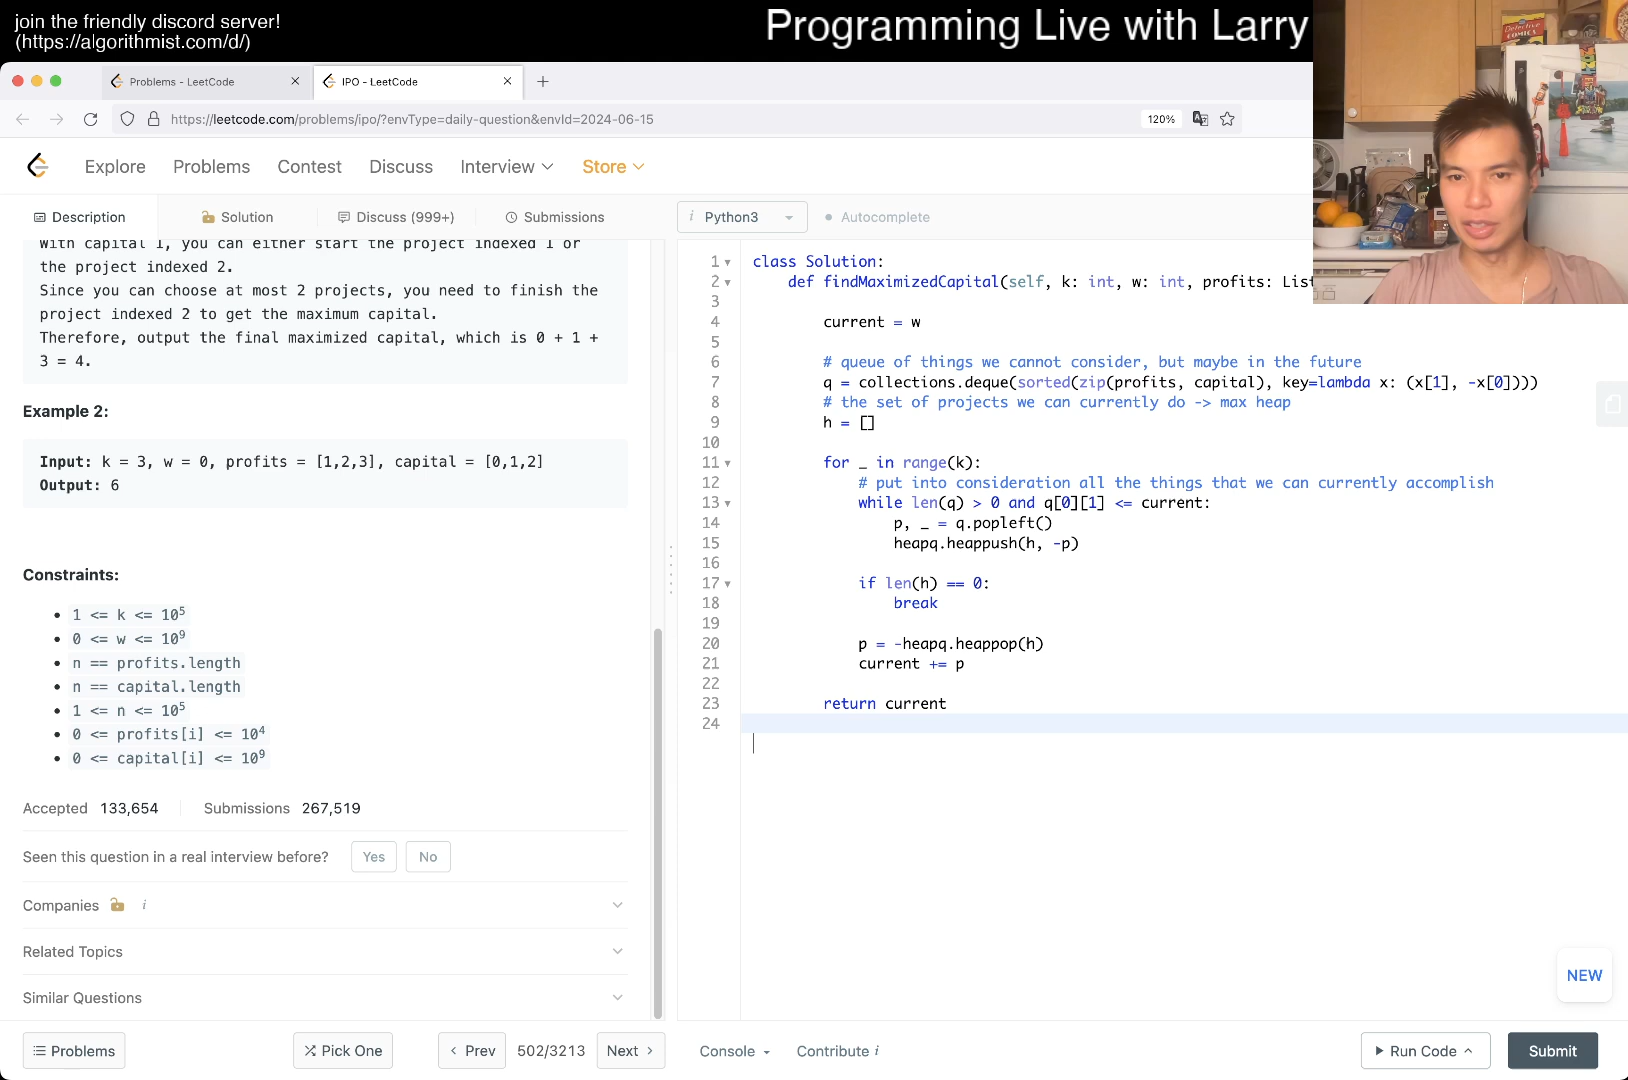 join the friendly discord server!
(https://algorithmist.com/d/)
Programming Live with Larry
Problems - LeetCode
IPO - LeetCode
https://leetcode.com/problems/ipo/?envType=daily-question&envId=2024-06-15
120%
Explore
Problems
Contest
Discuss
Interview
Store
Description
Solution
Discuss (999+)
Submissions
i Python3
Autocomplete
With capital 1, you can either start the project indexed 1 or
the project indexed 2.
Since you can choose at most 2 projects, you need to finish the
project indexed 2 to get the maximum capital.
Therefore, output the final maximized capital, which is 0 + 1 +
3 = 4.
Example 2:
Input: k = 3, w = 0, profits = [1,2,3], capital = [0,1,2]
Output: 6
Constraints:
1 <= k <= 10⁵
0 <= w <= 10⁹
n == profits.length
n == capital.length
1 <= n <= 10⁵
0 <= profits[i] <= 10⁴
0 <= capital[i] <= 10⁹
Accepted 133,654
Submissions 267,519
Seen this question in a real interview before?
Yes
No
Companies i
Related Topics
Similar Questions
1 class Solution:
2 def findMaximizedCapital(self, k: int, w: int, profits: List
3
4 current = w
5
6 # queue of things we cannot consider, but maybe in the future
7 q = collections.deque(sorted(zip(profits, capital), key=lambda x: (x[1], -x[0])))
8 # the set of projects we can currently do -> max heap
9 h = []
10
11 for _ in range(k):
12 # put into consideration all the things that we can currently accomplish
13 while len(q) > 0 and q[0][1] <= current:
14 p, _ = q.popleft()
15 heapq.heappush(h, -p)
16
17 if len(h) == 0:
18 break
19
20 p = -heapq.heappop(h)
21 current += p
22
23 return current
24
NEW
Problems
Pick One
Prev
502/3213
Next
Console
Contribute i
Run Code
Submit